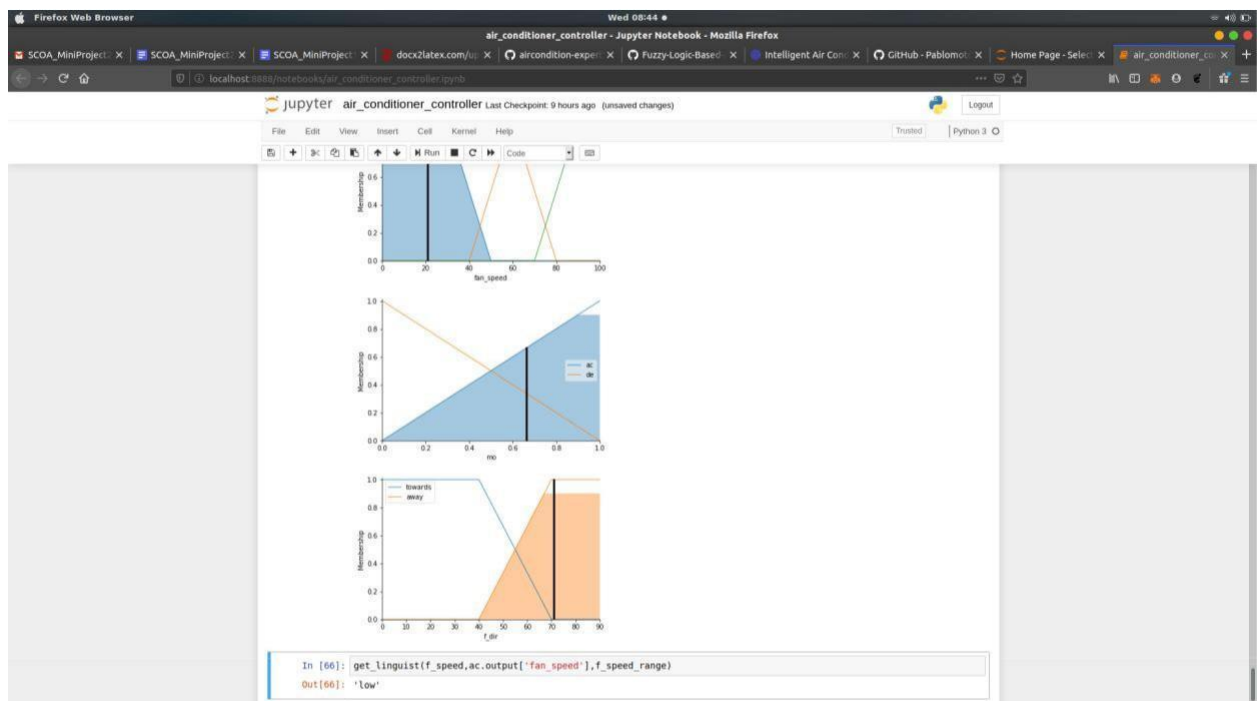 Firefox Web Browser
Wed 08:44
air_conditioner_controller - Jupyter Notebook - Mozilla Firefox
SCOA_MiniProject SCOA_MiniProject SCOA_MiniProject docx2latex.com/up aircondition-exper Fuzzy-Logic-Based Intelligent Air Con GitHub - Pablomot Home Page - Select air_conditioner_co
localhost:8888/notebooks/air_conditioner_controller.ipynb
jupyter air_conditioner_controller Last Checkpoint: 9 hours ago (unsaved changes)
Logout
File Edit View Insert Cell Kernel Help
Trusted Python 3
Run Code
0.6
0.4
0.2
0.0
Membership
0 20 40 60 80 100
fan_speed
1.0
0.8
0.6
0.4
0.2
0.0
Membership
ac
de
0.0 0.2 0.4 0.6 0.8 1.0
mo
1.0
0.8
0.6
0.4
0.2
0.0
Membership
towards
away
0 10 20 30 40 50 60 70 80 90
f_dir
In [66]: get_linguist(f_speed,ac.output['fan_speed'],f_speed_range)
Out[66]: 'low'